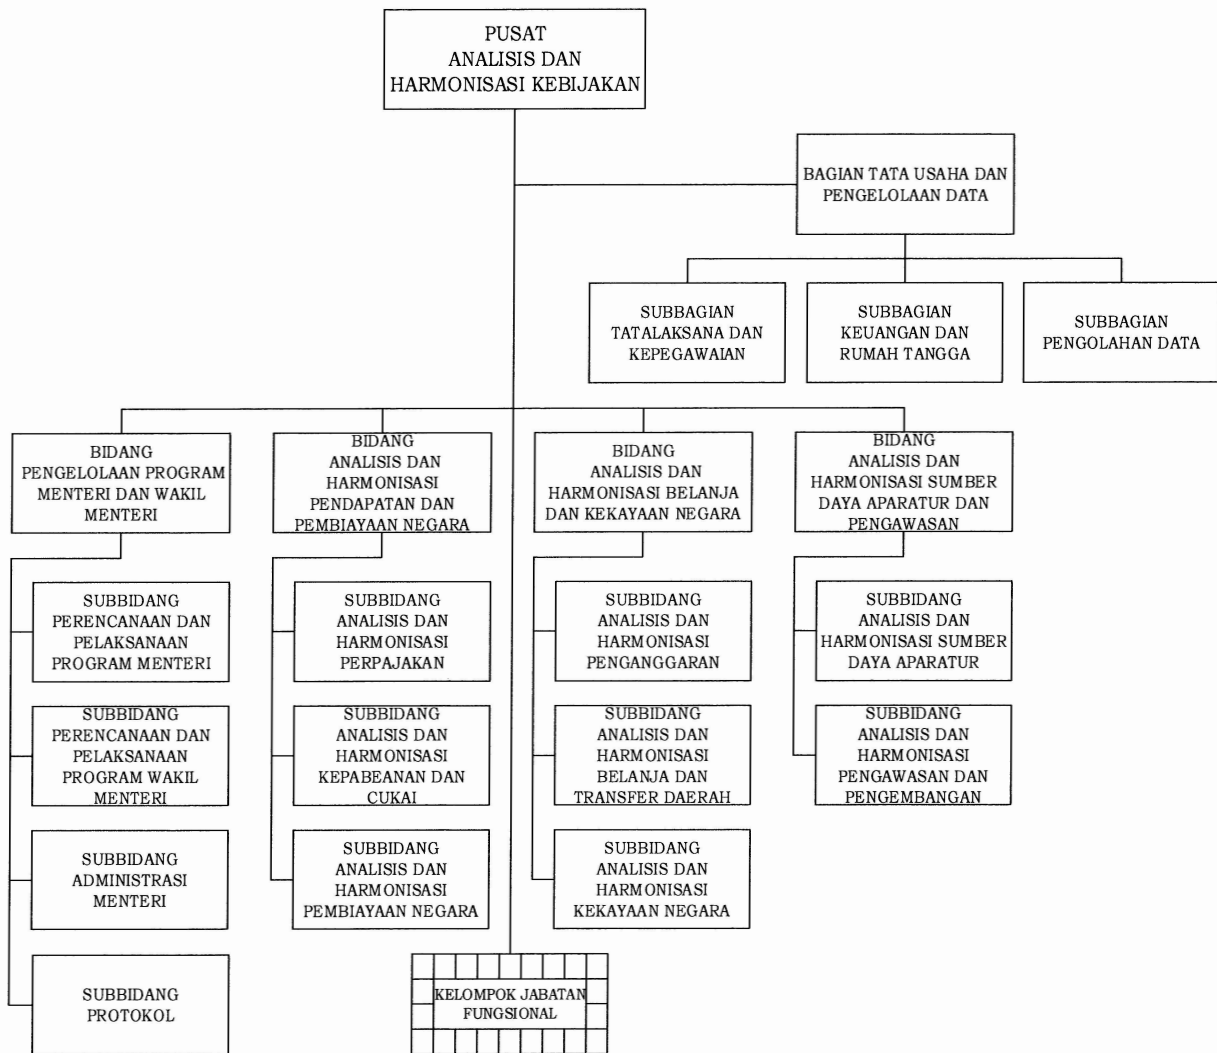 PUSAT
ANALISIS DAN
HARMONISASI KEBIJAKAN
BAGIAN TATA USAHA DAN
PENGELOLAAN DATA
SUBBAGIAN
TATALAKSANA DAN
KEPEGAWAIAN
SUBBAGIAN
KEUANGAN DAN
RUMAH TANGGA
SUBBAGIAN
PENGOLAHAN DATA
BIDANG
PENGELOLAAN PROGRAM
MENTERI DAN WAKIL
MENTERI
BIDANG
ANALISIS DAN
HARMONISASI
PENDAPATAN DAN
PEMBIAYAAN NEGARA
BIDANG
ANALISIS DAN
HARMONISASI BELANJA
DAN KEKAYAAN NEGARA
BIDANG
ANALISIS DAN
HARMONISASI SUMBER
DAYA APARATUR DAN
PENGAWASAN
SUBBIDANG
PERENCANAAN DAN
PELAKSANAAN
PROGRAM MENTERI
SUBBIDANG
ANALISIS DAN
HARMONISASI
PERPAJAKAN
SUBBIDANG
ANALISIS DAN
HARMONISASI
PENGANGGARAN
SUBBIDANG
ANALISIS DAN
HARMONISASI SUMBER
DAYA APARATUR
SUBBIDANG
PERENCANAAN DAN
PELAKSANAAN
PROGRAM WAKIL
MENTERI
SUBBIDANG
ANALISIS DAN
HARMONISASI
KEPABEANAN DAN
CUKAI
SUBBIDANG
ANALISIS DAN
HARMONISASI
BELANJA DAN
TRANSFER DAERAH
SUBBIDANG
ANALISIS DAN
HARMONISASI
PENGAWASAN DAN
PENGEMBANGAN
SUBBIDANG
ADMINISTRASI
MENTERI
SUBBIDANG
ANALISIS DAN
HARMONISASI
PEMBIAYAAN NEGARA
SUBBIDANG
ANALISIS DAN
HARMONISASI
KEKAYAAN NEGARA
SUBBIDANG
PROTOKOL
KELOMPOK JABATAN
FUNGSIONAL